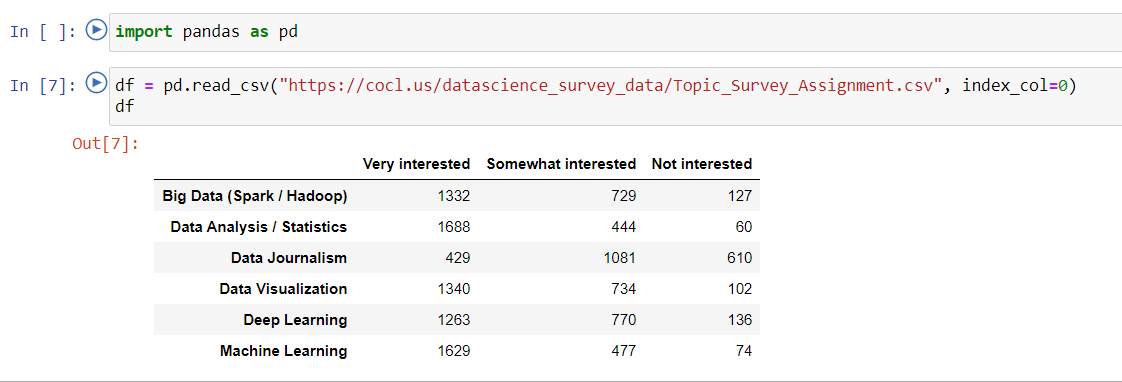 In [ ]: import pandas as pd
In [7]: df = pd.read_csv("https://cocl.us/datascience_survey_data/Topic_Survey_Assignment.csv", index_col=0)
df
Out[7]:
Very interested Somewhat interested Not interested
Big Data (Spark / Hadoop) 1332 729 127
Data Analysis / Statistics 1688 444 60
Data Journalism 429 1081 610
Data Visualization 1340 734 102
Deep Learning 1263 770 136
Machine Learning 1629 477 74